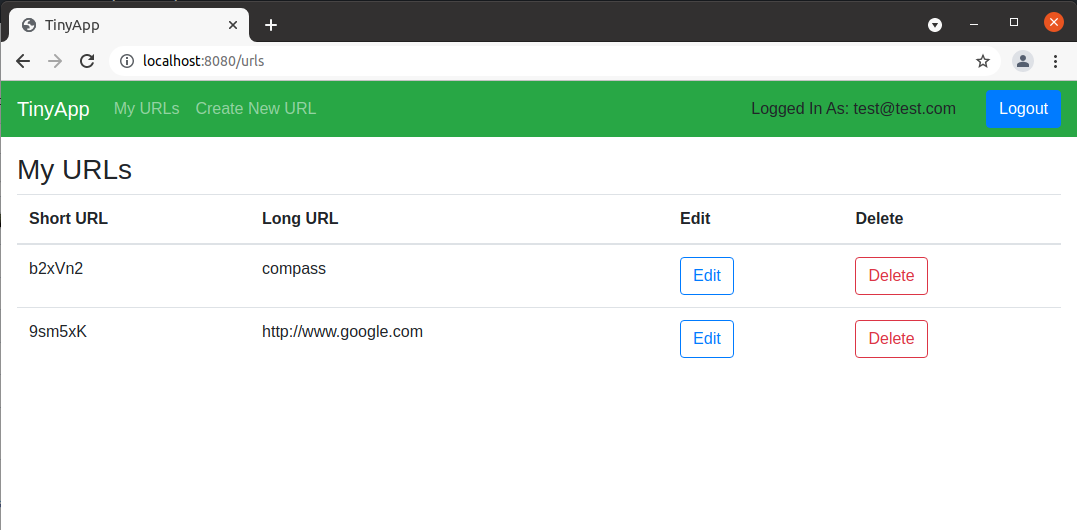 TinyApp
localhost:8080/urls
TinyApp My URLs Create New URL Logged In As: test@test.com Logout
My URLs
Short URL Long URL Edit Delete
b2xVn2 compass Edit Delete
9sm5xK http://www.google.com Edit Delete